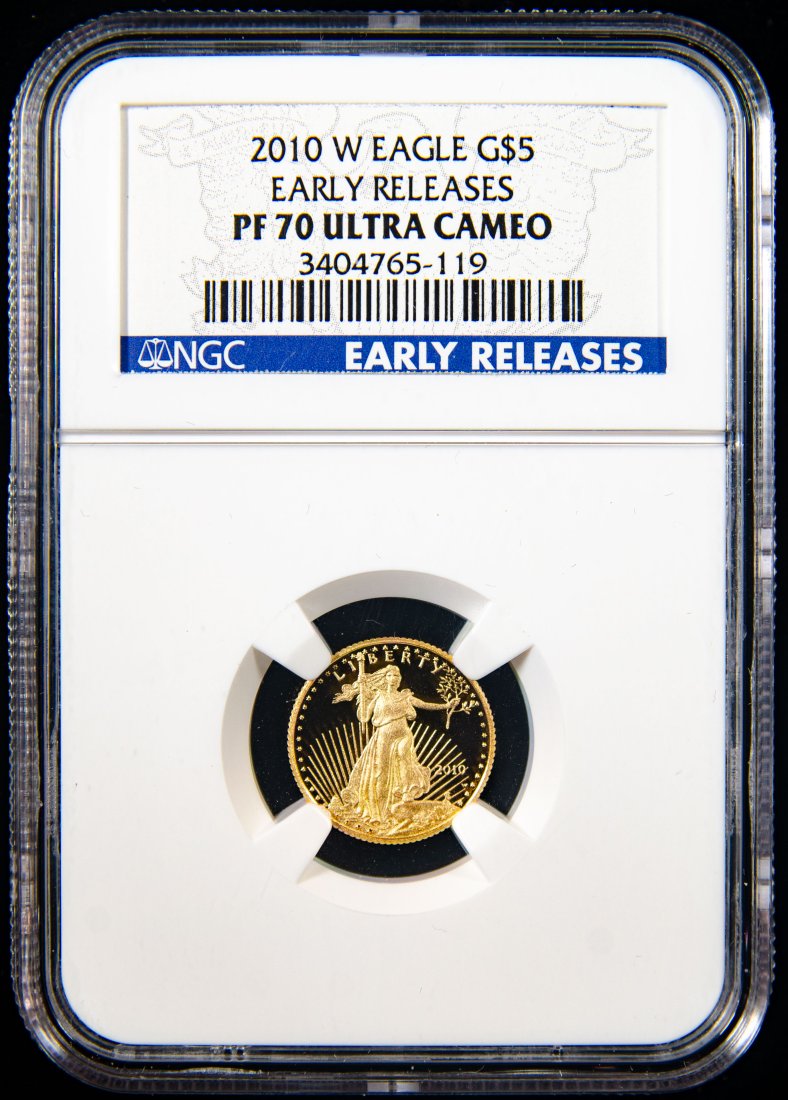 2010 W EAGLE G$5
EARLY RELEASES
PF 70 ULTRA CAMEO
3404765-119
NGC EARLY RELEASES
LIBERTY
2010